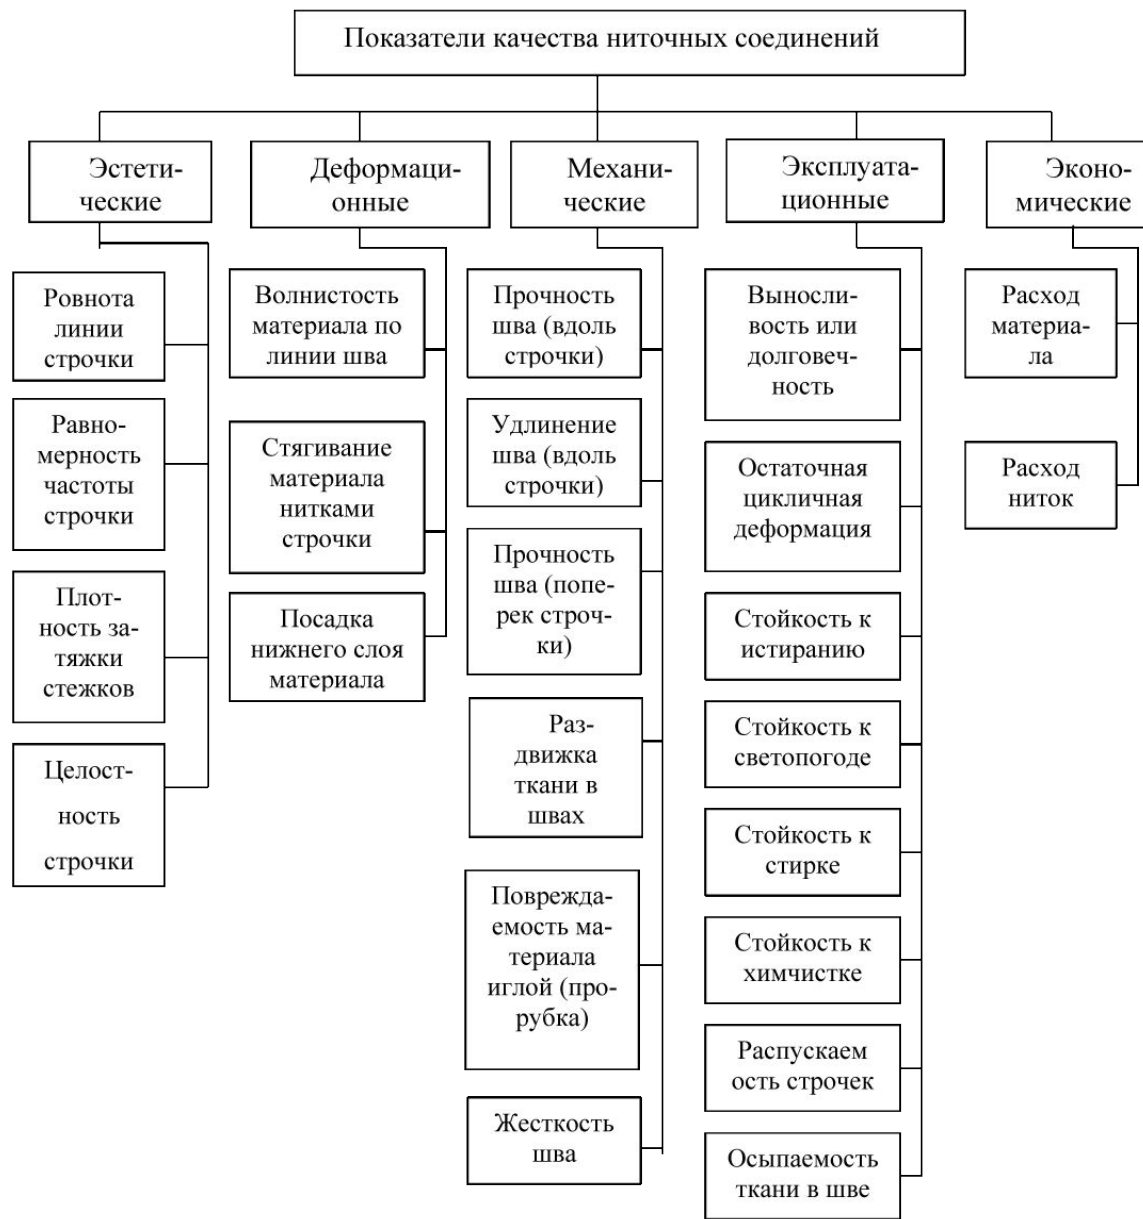 Показатели качества ниточных соединений
Эстети-
ческие
Деформаци-
онные
Механи-
ческие
Эксплуата-
ционные
Эконо-
мические
Ровнота
линии
строчки
Равно-
мерность
частоты
строчки
Плот-
ность за-
тяжки
стежков
Целост-
ность
строчки
Волнистость
материала по
линии шва
Стягивание
материала
нитками
строчки
Посадка
нижнего слоя
материала
Прочность
шва (вдоль
строчки)
Удлинение
шва (вдоль
строчки)
Прочность
шва (попе-
рек строч-
ки)
Раз-
движка
ткани в
швах
Поврежда-
емость ма-
териала
иглой (про-
рубка)
Жесткость
шва
Выносли-
вость или
долговеч-
ность
Остаточная
цикличная
деформация
Стойкость к
истиранию
Стойкость к
светопогоде
Стойкость к
стирке
Стойкость к
химчистке
Распускаем
ость строчек
Осыпаемость
ткани в шве
Расход
материа-
ла
Расход
ниток